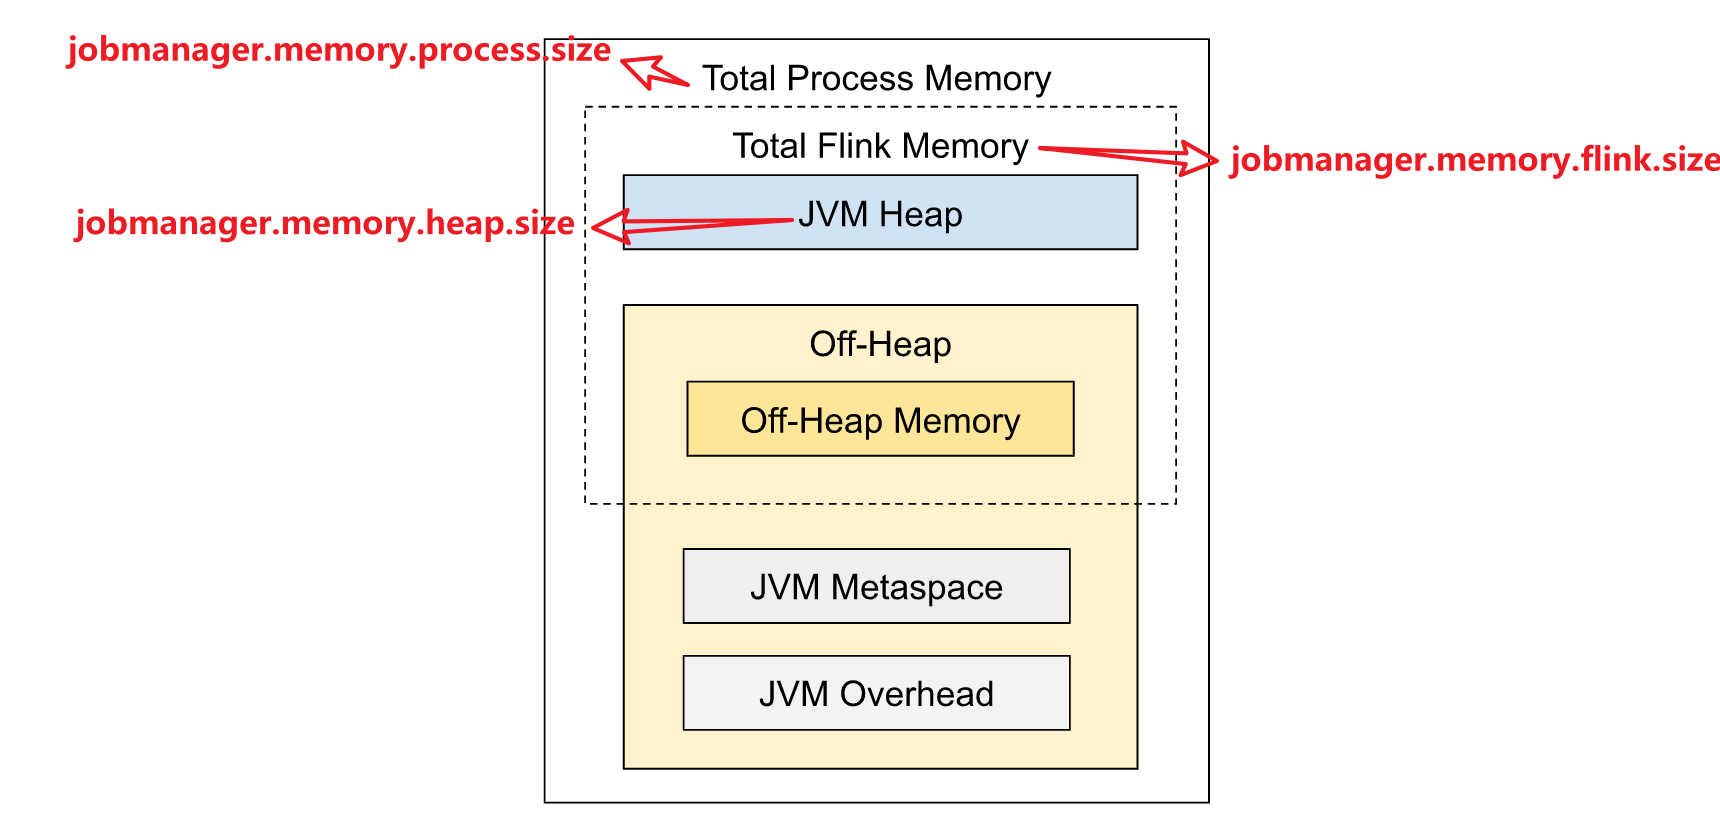 jobmanager.memory.process.size
Total Process Memory
Total Flink Memory
jobmanager.memory.flink.size
jobmanager.memory.heap.size
JVM Heap
Off-Heap
Off-Heap Memory
JVM Metaspace
JVM Overhead